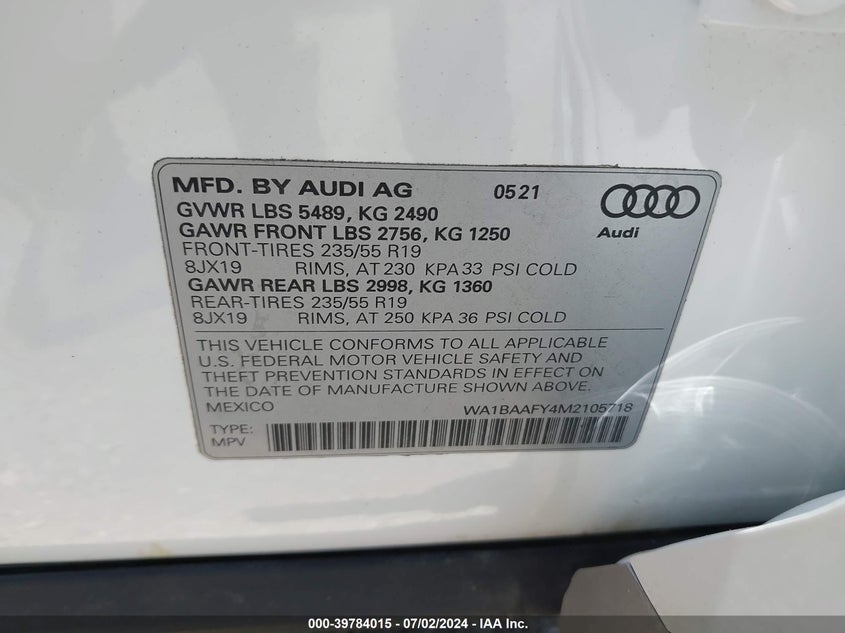 MFD. BY AUDI AG 0521
GVWR LBS 5489, KG 2490
GAWR FRONT LBS 2756, KG 1250
Audi
FRONT-TIRES 235/55 R19
8JX19 RIMS, AT 230 KPA 33 PSI COLD
GAWR REAR LBS 2998, KG 1360
REAR-TIRES 235/55 R19
8JX19 RIMS, AT 250 KPA 36 PSI COLD
THIS VEHICLE CONFORMS TO ALL APPLICABLE
U.S. FEDERAL MOTOR VEHICLE SAFETY AND
THEFT PREVENTION STANDARDS IN EFFECT ON
THE DATE OF MANUFACTURE SHOWN ABOVE.
MEXICO WA1BAAFY4M2105718
TYPE:
MPV
000-39784015 - 07/02/2024 - IAA Inc.